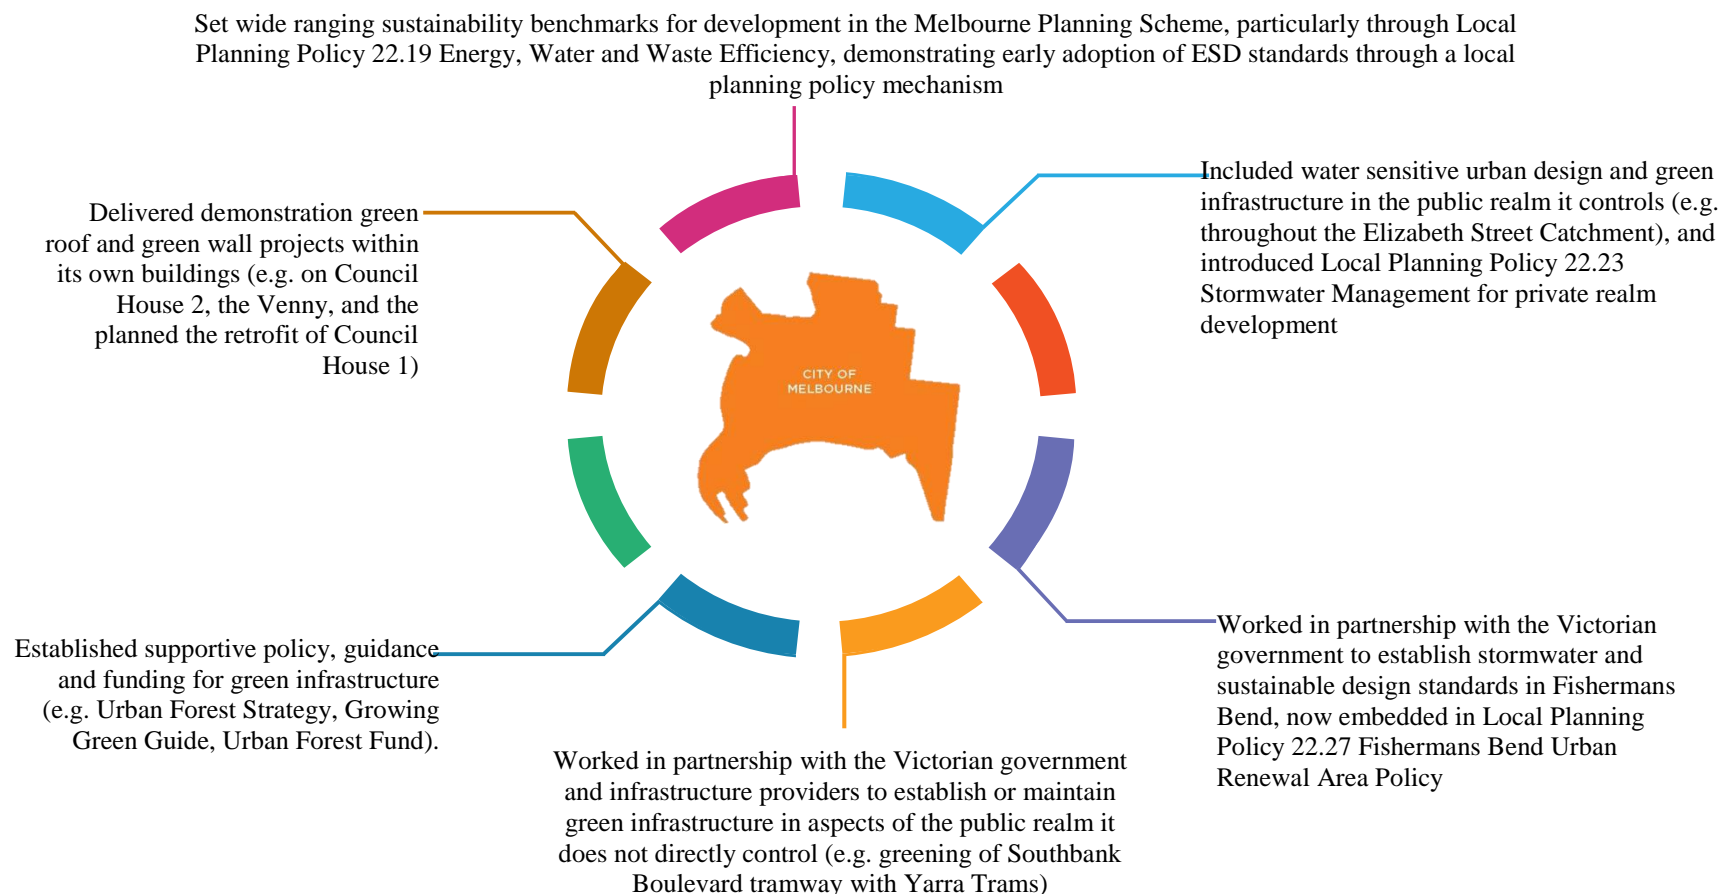 Set wide ranging sustainability benchmarks for development in the Melbourne Planning Scheme, particularly through Local
Planning Policy 22.19 Energy, Water and Waste Efficiency, demonstrating early adoption of ESD standards through a local
planning policy mechanism
Included water sensitive urban design and green
infrastructure in the public realm it controls (e.g.
throughout the Elizabeth Street Catchment), and
introduced Local Planning Policy 22.23
Stormwater Management for private realm
development
Delivered demonstration green
roof and green wall projects within
its own buildings (e.g. on Council
House 2, the Venny, and the
planned the retrofit of Council
House 1)
CITY OF
MELBOURNE
Worked in partnership with the Victorian
government to establish stormwater and
sustainable design standards in Fishermans
Bend, now embedded in Local Planning
Policy 22.27 Fishermans Bend Urban
Renewal Area Policy
Established supportive policy, guidance
and funding for green infrastructure
(e.g. Urban Forest Strategy, Growing
Green Guide, Urban Forest Fund).
Worked in partnership with the Victorian government
and infrastructure providers to establish or maintain
green infrastructure in aspects of the public realm it
does not directly control (e.g. greening of Southbank
Boulevard tramway with Yarra Trams)